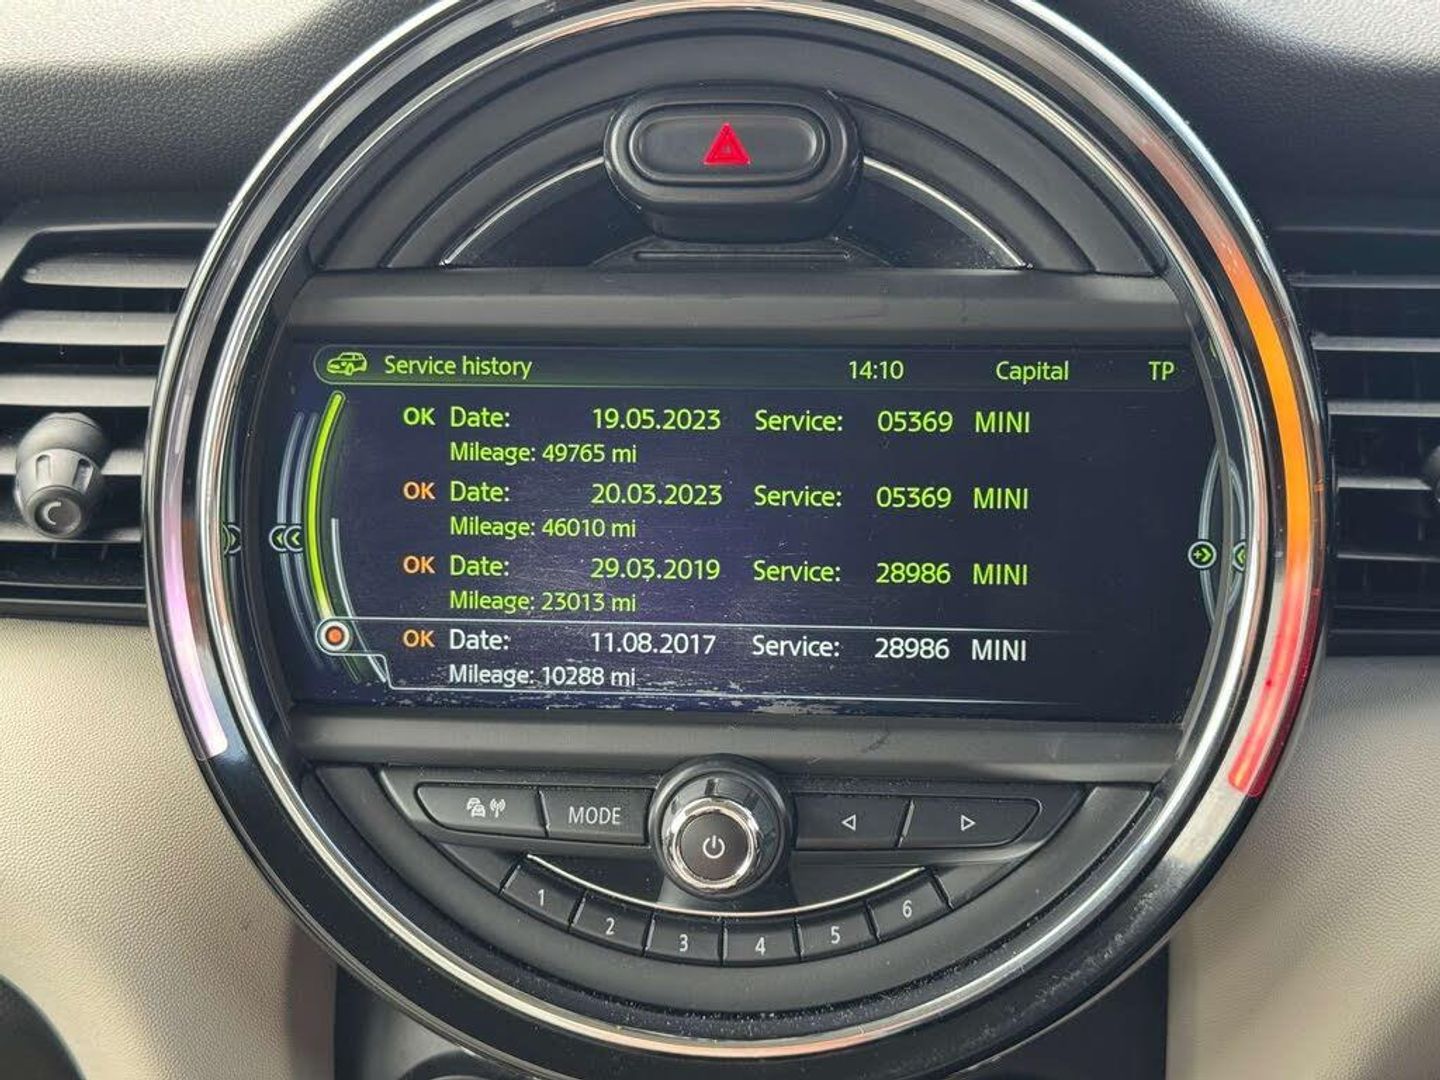 Service history 14:10 Capital TP
OK Date: 19.05.2023 Service: 05369 MINI
Mileage: 49765 mi
OK Date: 20.03.2023 Service: 05369 MINI
Mileage: 46010 mi
OK Date: 29.03.2019 Service: 28986 MINI
Mileage: 23013 mi
OK Date: 11.08.2017 Service: 28986 MINI
Mileage: 10288 mi
MODE
1 2 3 4 5 6